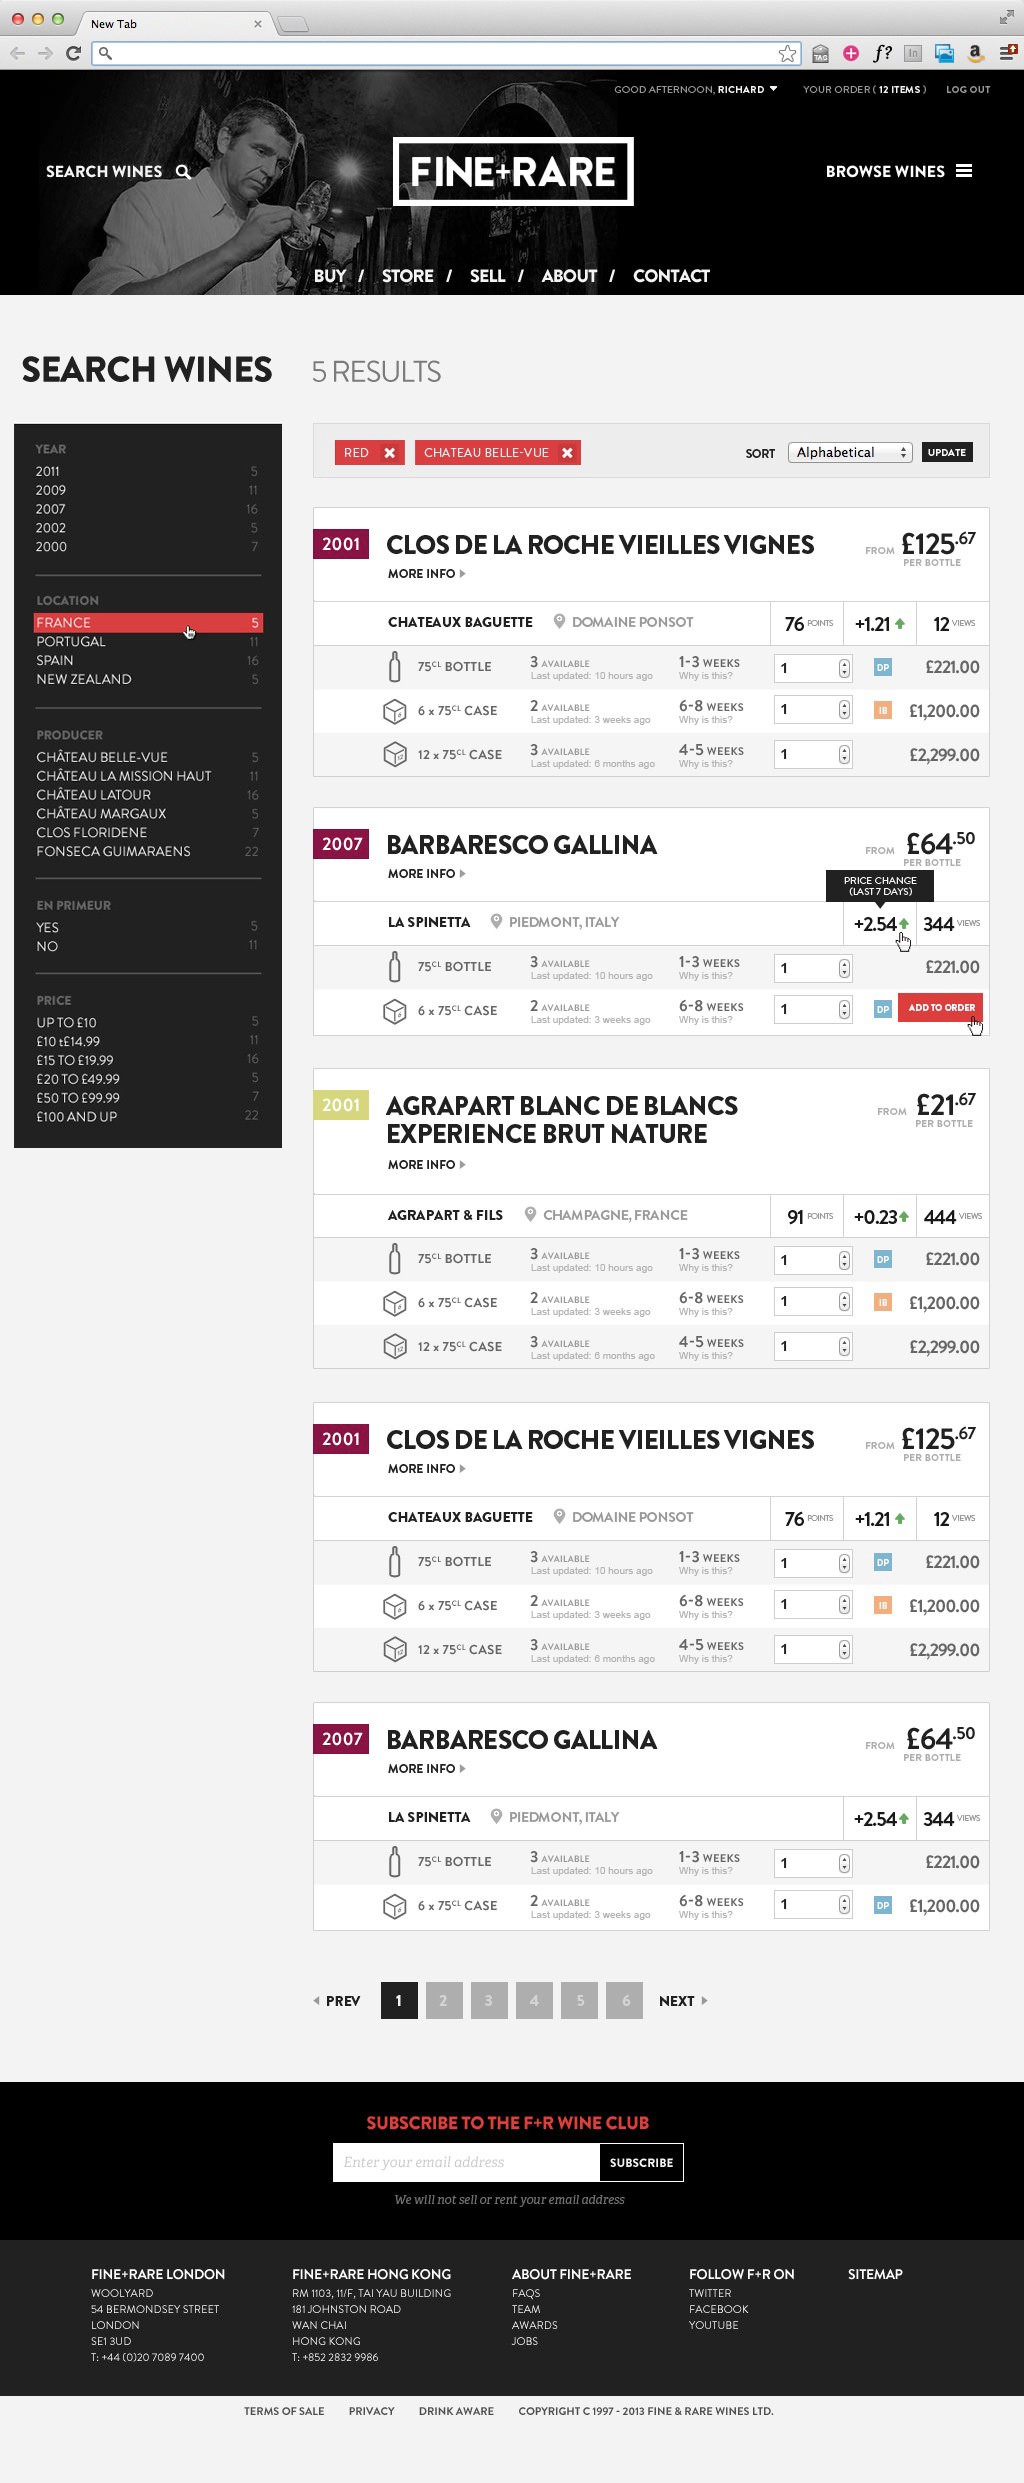 New Tab
TAG
f?
in
a
GOOD AFTERNOON, RICHARD
YOUR ORDER ( 12 ITEMS )
LOG OUT
SEARCH WINES
FINE+RARE
BROWSE WINES
BUY / STORE / SELL / ABOUT / CONTACT
SEARCH WINES
5 RESULTS
YEAR
2011 5
2009 11
2007 16
2002 5
2000 7
LOCATION
FRANCE 5
PORTUGAL 11
SPAIN 16
NEW ZEALAND 5
PRODUCER
CHÂTEAU BELLE-VUE 5
CHÂTEAU LA MISSION HAUT 11
CHÂTEAU LATOUR 16
CHÂTEAU MARGAUX 5
CLOS FLORIDENE 7
FONSECA GUIMARAENS 22
EN PRIMEUR
YES 5
NO 11
PRICE
UP TO £10 5
£10 t£14.99 11
£15 TO £19.99 16
£20 TO £49.99 5
£50 TO £99.99 7
£100 AND UP 22
RED
CHATEAU BELLE-VUE
SORT Alphabetical UPDATE
2001 CLOS DE LA ROCHE VIEILLES VIGNES FROM £125.67
MORE INFO PER BOTTLE
CHATEAUX BAGUETTE DOMAINE PONSOT 76 POINTS +1.21 12 VIEWS
75CL BOTTLE 3 AVAILABLE 1-3 WEEKS 1 DP £221.00
Last updated: 10 hours ago Why is this?
6 x 75CL CASE 2 AVAILABLE 6-8 WEEKS 1 IB £1,200.00
Last updated: 3 weeks ago Why is this?
12 x 75CL CASE 3 AVAILABLE 4-5 WEEKS 1 £2,299.00
Last updated: 6 months ago Why is this?
2007 BARBARESCO GALLINA FROM £64.50
MORE INFO PER BOTTLE
PRICE CHANGE
(LAST 7 DAYS)
LA SPINETTA PIEDMONT, ITALY +2.54 344 VIEWS
75CL BOTTLE 3 AVAILABLE 1-3 WEEKS 1 £221.00
Last updated: 10 hours ago Why is this?
6 x 75CL CASE 2 AVAILABLE 6-8 WEEKS 1 DP ADD TO ORDER
Last updated: 3 weeks ago Why is this?
2001 AGRAPART BLANC DE BLANCS FROM £21.67
EXPERIENCE BRUT NATURE PER BOTTLE
MORE INFO
AGRAPART & FILS CHAMPAGNE, FRANCE 91 POINTS +0.23 444 VIEWS
75CL BOTTLE 3 AVAILABLE 1-3 WEEKS 1 DP £221.00
Last updated: 10 hours ago Why is this?
6 x 75CL CASE 2 AVAILABLE 6-8 WEEKS 1 IB £1,200.00
Last updated: 3 weeks ago Why is this?
12 x 75CL CASE 3 AVAILABLE 4-5 WEEKS 1 £2,299.00
Last updated: 6 months ago Why is this?
2001 CLOS DE LA ROCHE VIEILLES VIGNES FROM £125.67
MORE INFO PER BOTTLE
CHATEAUX BAGUETTE DOMAINE PONSOT 76 POINTS +1.21 12 VIEWS
75CL BOTTLE 3 AVAILABLE 1-3 WEEKS 1 DP £221.00
Last updated: 10 hours ago Why is this?
6 x 75CL CASE 2 AVAILABLE 6-8 WEEKS 1 IB £1,200.00
Last updated: 3 weeks ago Why is this?
12 x 75CL CASE 3 AVAILABLE 4-5 WEEKS 1 £2,299.00
Last updated: 6 months ago Why is this?
2007 BARBARESCO GALLINA FROM £64.50
MORE INFO PER BOTTLE
LA SPINETTA PIEDMONT, ITALY +2.54 344 VIEWS
75CL BOTTLE 3 AVAILABLE 1-3 WEEKS 1 £221.00
Last updated: 10 hours ago Why is this?
6 x 75CL CASE 2 AVAILABLE 6-8 WEEKS 1 DP £1,200.00
Last updated: 3 weeks ago Why is this?
PREV 1 2 3 4 5 6 NEXT
SUBSCRIBE TO THE F+R WINE CLUB
Enter your email address SUBSCRIBE
We will not sell or rent your email address
FINE+RARE LONDON
WOOLYARD
54 BERMONDSEY STREET
LONDON
SE1 3UD
T: +44 (0)20 7089 7400
FINE+RARE HONG KONG
RM 1103, 11/F, TAI YAU BUILDING
181 JOHNSTON ROAD
WAN CHAI
HONG KONG
T: +852 2832 9986
ABOUT FINE+RARE
FAQS
TEAM
AWARDS
JOBS
FOLLOW F+R ON
TWITTER
FACEBOOK
YOUTUBE
SITEMAP
TERMS OF SALE PRIVACY DRINK AWARE COPYRIGHT C 1997 - 2013 FINE & RARE WINES LTD.